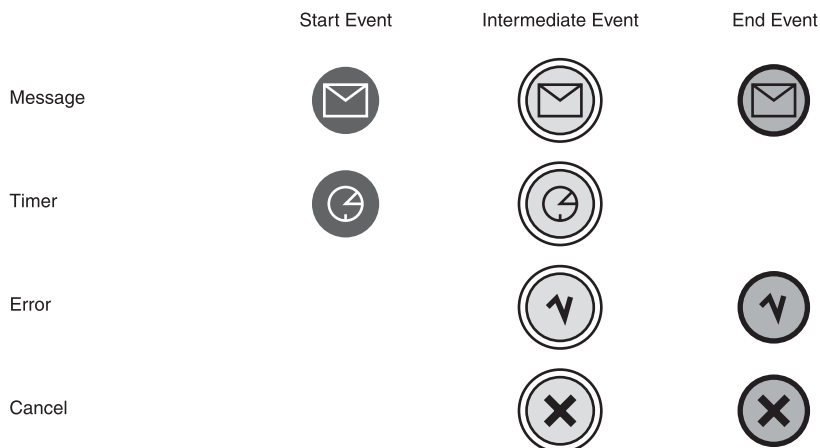 Start Event Intermediate Event End Event
Message
Timer
Error
Cancel